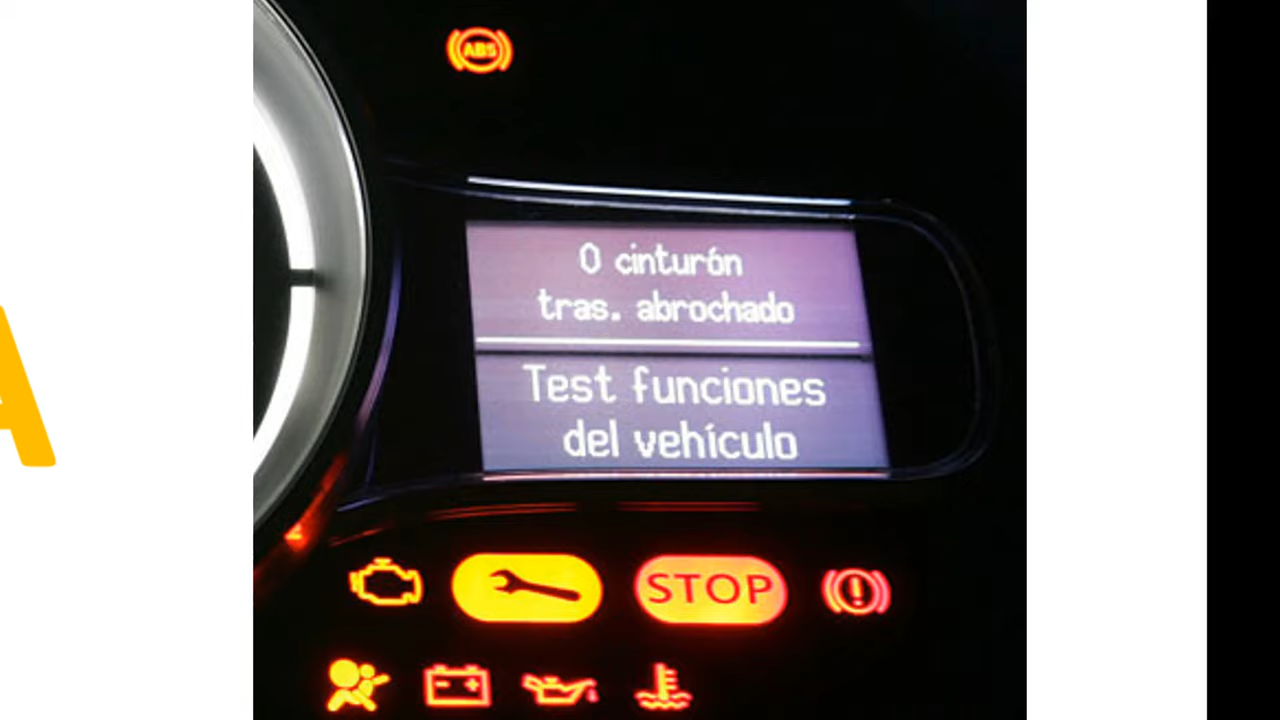 ABS
0 cinturón
tras. abrochado
Test funciones
del vehículo
STOP
A